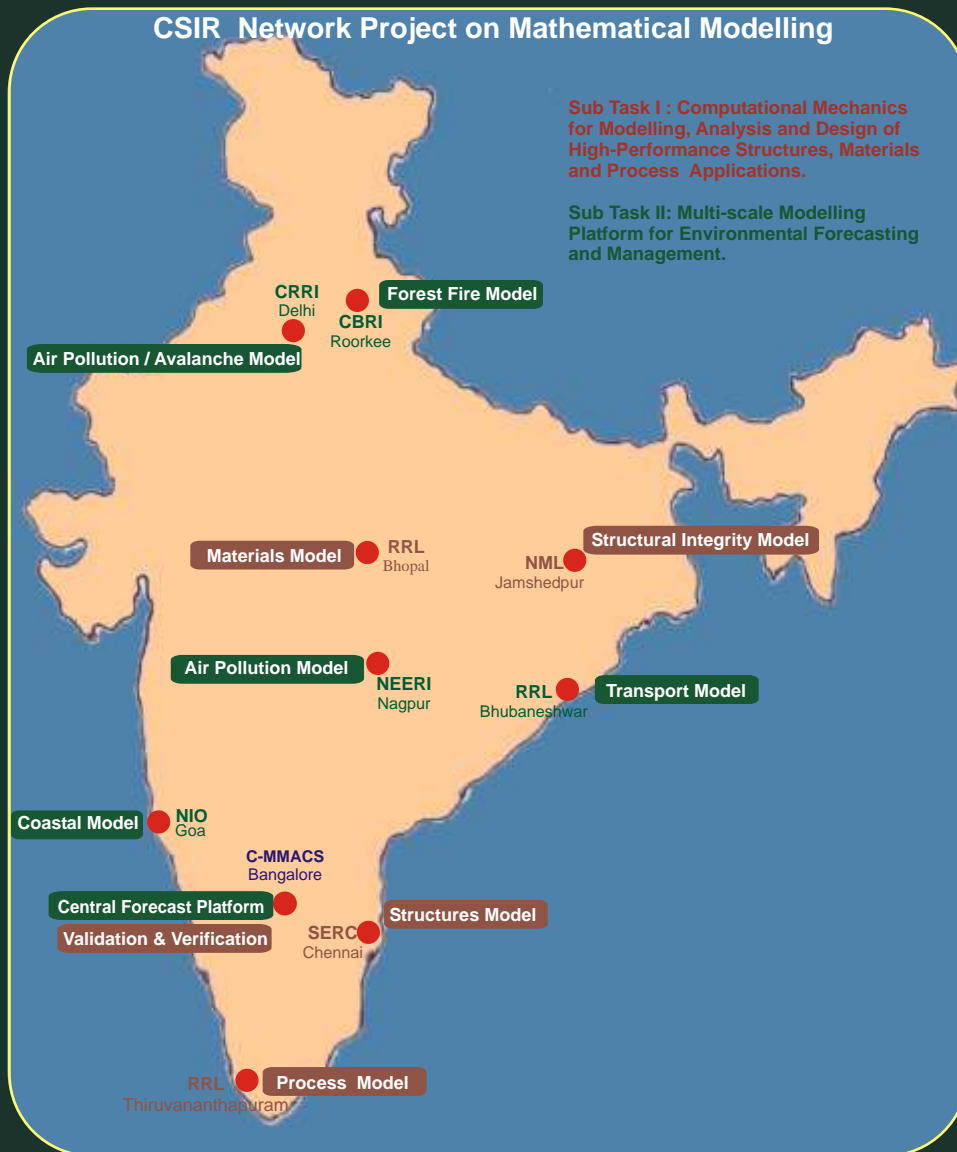 CSIR Network Project on Mathematical Modelling
Sub Task I : Computational Mechanics
for Modelling, Analysis and Design of
High-Performance Structures, Materials
and Process Applications.
Sub Task II: Multi-scale Modelling
Platform for Environmental Forecasting
and Management.
CRRI
Delhi
Forest Fire Model
CBRI
Roorkee
Air Pollution / Avalanche Model
Materials Model
RRL
Bhopal
Structural Integrity Model
NML
Jamshedpur
Air Pollution Model
NEERI
Nagpur
RRL
Bhubaneshwar
Transport Model
Coastal Model
NIO
Goa
C-MMACS
Bangalore
Central Forecast Platform
Validation & Verification
Structures Model
SERC
Chennai
RRL
Thiruvananthapuram
Process Model